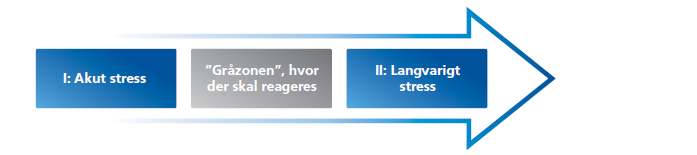 I: Akut stress
”Gråzonen”, hvor
der skal reageres
II: Langvarigt
stress